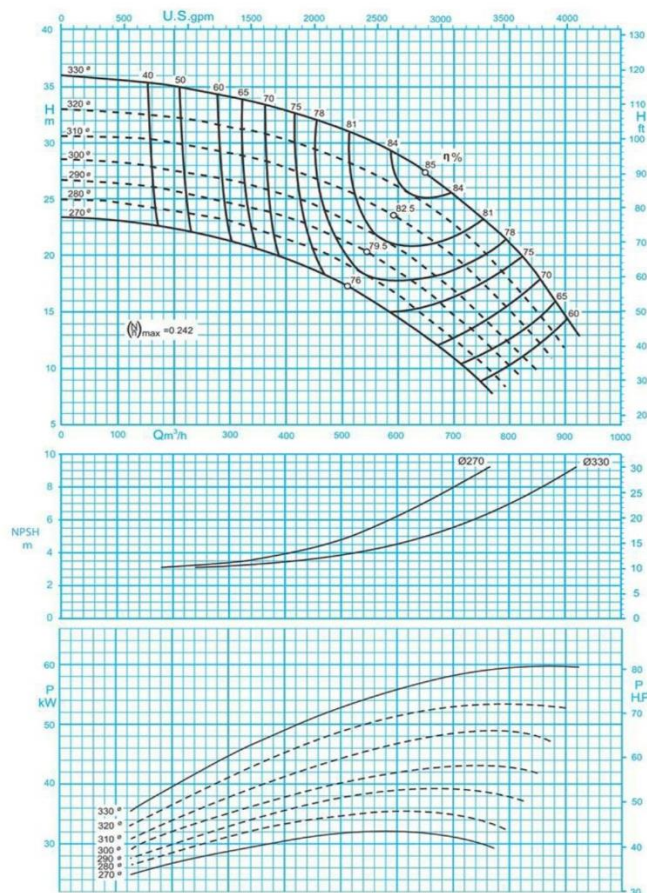 U.S.gpm
0 500 1000 1500 2000 2500 3000 3500 4000
40 35 30 25 20 15 10 5
H
m
130 120 110 100 90 80 70 60 50 40 30 20
H
ft
330 ø
320 ø
310 ø
300 ø
290 ø
280 ø
270 ø
40 50 60 65 70 75 78 81 84 85 η%
84
82.5
81
79.5
78
76
75
70
65
60
max =0 242
0 100 200 300 400 500 600 700 800 900 1000
Qm³/h
10 8 6 4 2 0
NPSH
m
Ø270 Ø330
30 25 20 15 10 5 0
60 50 40 30
P
kW
80 70 60 50 40 30
P
H.P
330 ø
320 ø
310 ø
300 ø
290 ø
280 ø
270 ø